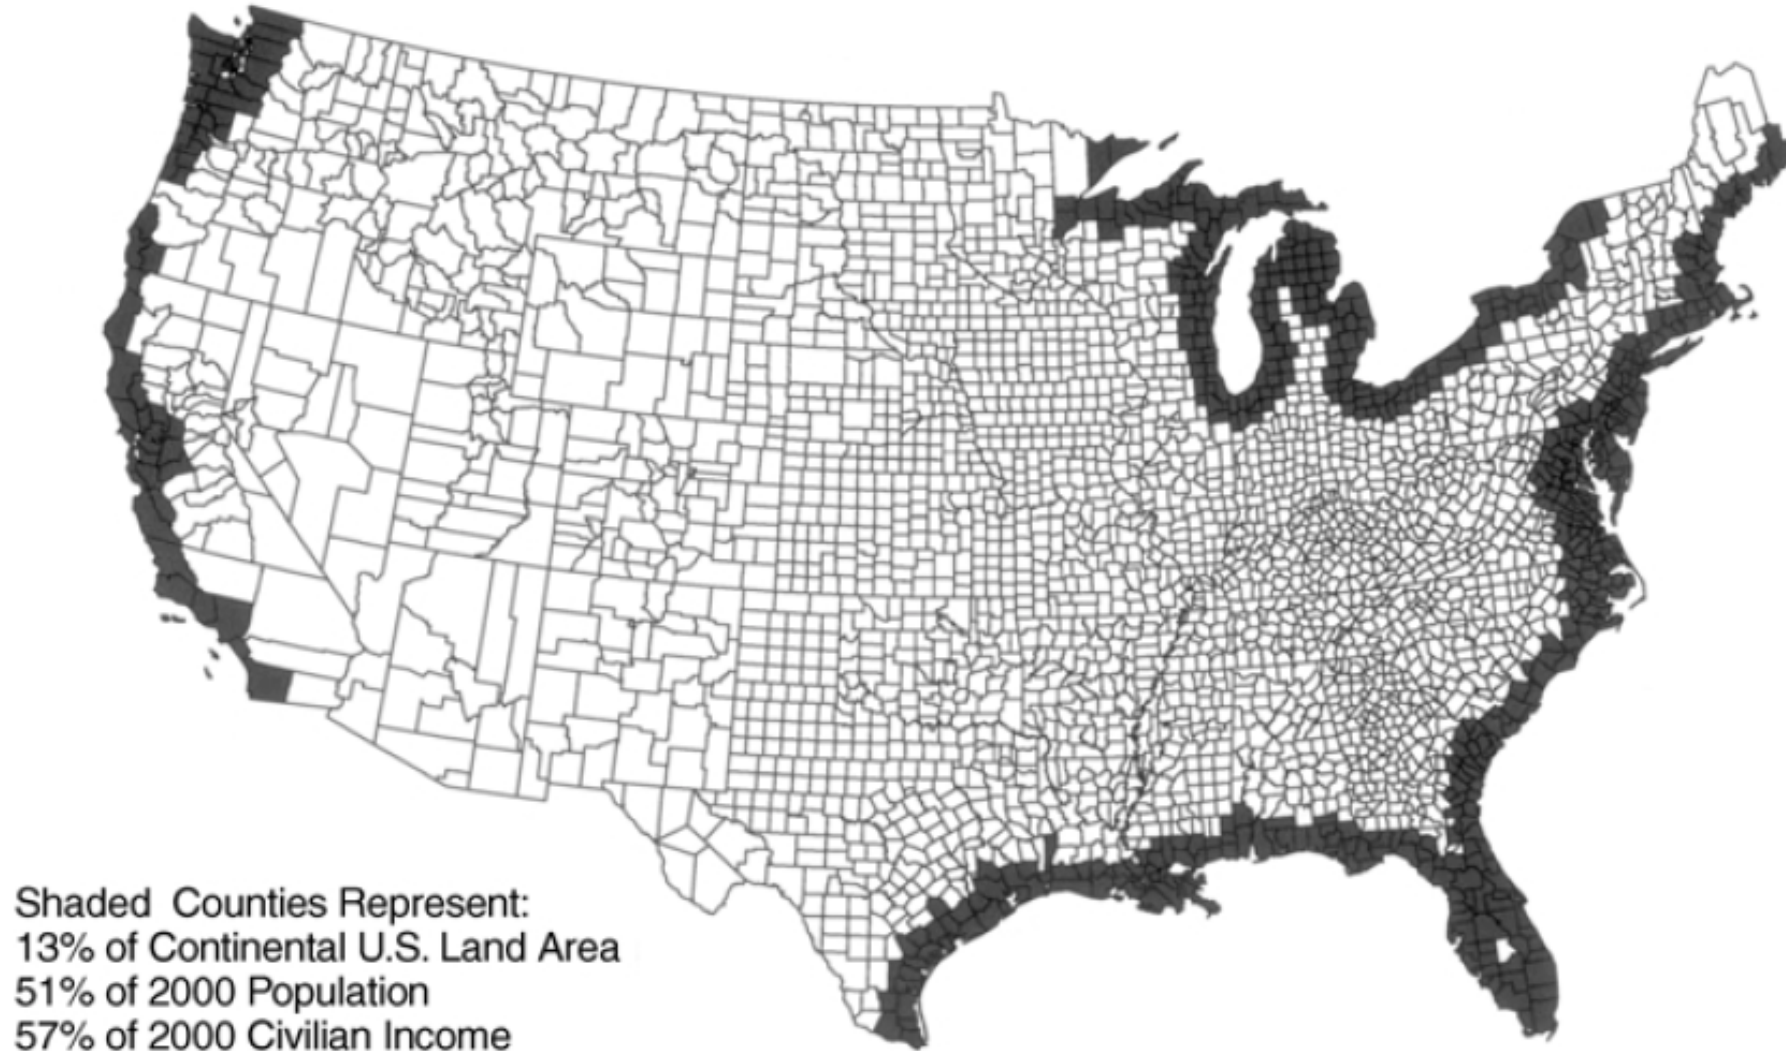 Shaded Counties Represent:
13% of Continental U.S. Land Area
51% of 2000 Population
57% of 2000 Civilian Income